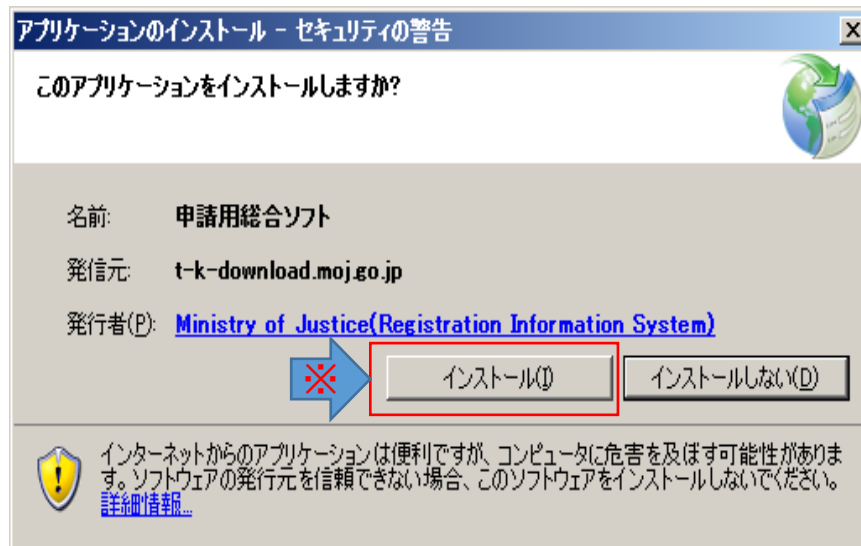 アプリケーションのインストール - セキュリティの警告
このアプリケーションをインストールしますか?
名前: 申請用総合ソフト
発信元: t-k-download.moj.go.jp
発行者(P): Ministry of Justice(Registration Information System)
※ インストール(I) インストールしない(D)
インターネットからのアプリケーションは便利ですが、コンピュータに危害を及ぼす可能性がありま
す。ソフトウェアの発行元を信頼できない場合、このソフトウェアをインストールしないでください。
詳細情報...